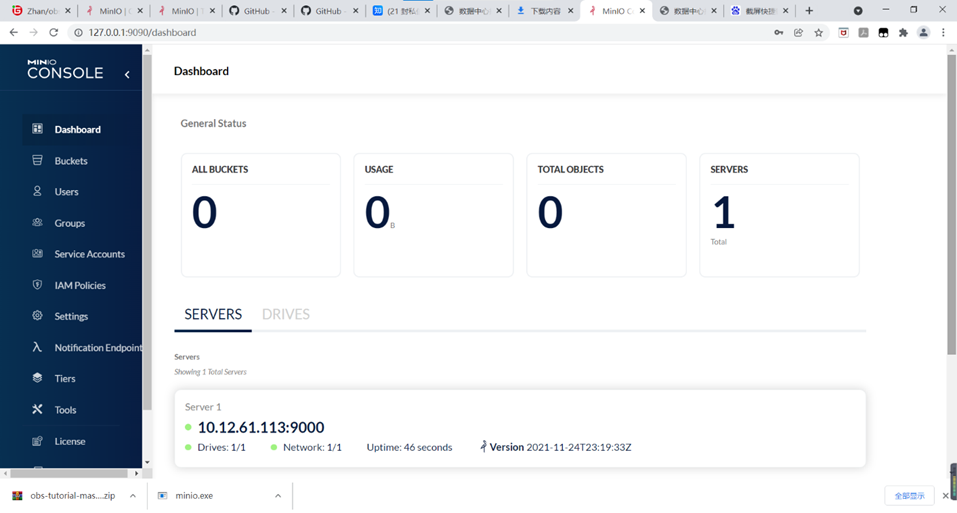 Zhan/obs
MinIO | C
MinIO | T
GitHub -
GitHub -
(21 封私
数据中心
下载内容
MinIO C
数据中心
截屏快捷
127.0.0.1:9090/dashboard
MINIO
CONSOLE
Dashboard
Buckets
Users
Groups
Service Accounts
IAM Policies
Settings
Notification Endpoint
Tiers
Tools
License
Dashboard
General Status
ALL BUCKETS
0
USAGE
0 B
TOTAL OBJECTS
0
SERVERS
1
Total
SERVERS DRIVES
Servers
Showing 1 Total Servers
Server 1
10.12.61.113:9000
Drives: 1/1 Network: 1/1 Uptime: 46 seconds Version 2021-11-24T23:19:33Z
obs-tutorial-mas....zip
minio.exe
全部显示